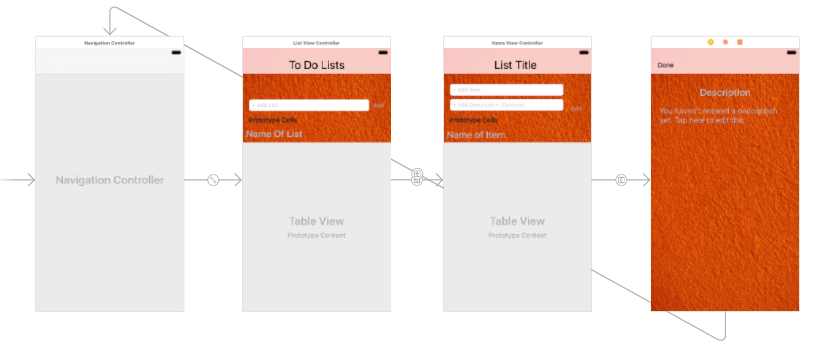 Navigation Controller
Navigation Controller
List View Controller
To Do Lists
+ Add List
Add
Prototype Cells
Name Of List
Table View
Prototype Content
Items View Controller
List Title
+ Add Item
+ Add Description (Optional)
Add
Prototype Cells
Name of Item
Table View
Prototype Content
Done
Description
You haven't entered a description
yet. Tap here to edit this.